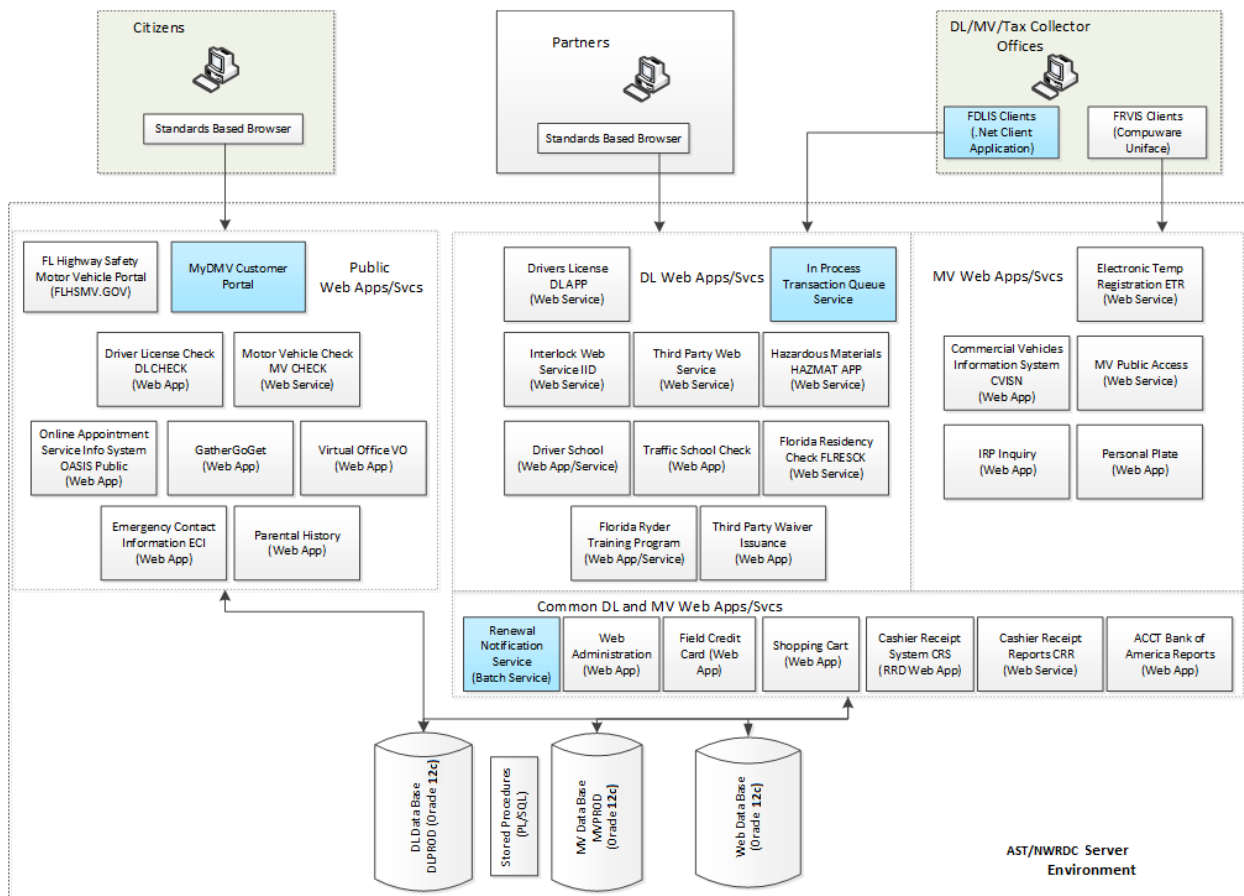 Citizens
Standards Based Browser
Partners
Standards Based Browser
DL/MV/Tax Collector
Offices
FDLIS Clients
(.Net Client
Application)
FRVIS Clients
(Compuware
Uniface)
FL Highway Safety
Motor Vehicle Portal
(FLHSMV.GOV)
MyDMV Customer
Portal
Public
Web Apps/Svcs
Driver License Check
DLCHECK
(Web App)
Motor Vehicle Check
MV CHECK
(Web Service)
Online Appointment
Service Info System
OASIS Public
(Web App)
GatherGoGet
(Web App)
Virtual Office VO
(Web App)
Emergency Contact
Information ECI
(Web App)
Parental History
(Web App)
Drivers License
DLAPP
(Web Service)
DL Web Apps/Svcs
In Process
Transaction Queue
Service
Interlock Web
Service IID
(Web Service)
Third Party Web
Service
(Web Service)
Hazardous Materials
HAZMAT APP
(Web Service)
Driver School
(Web App/Service)
Traffic School Check
(Web App)
Florida Residency
Check FLRESCK
(Web Service)
Florida Ryder
Training Program
(Web App/Service)
Third Party Waiver
Issuance
(Web App)
MV Web Apps/Svcs
Electronic Temp
Registration ETR
(Web Service)
Commercial Vehicles
Information System
CVISN
(Web App)
MV Public Access
(Web Service)
IRP Inquiry
(Web App)
Personal Plate
(Web App)
Common DL and MV Web Apps/Svcs
Renewal
Notification
Service
(Batch Service)
Web
Administration
(Web App)
Field Credit
Card (Web
App)
Shopping Cart
(Web App)
Cashier Receipt
System CRS
(RRD Web App)
Cashier Receipt
Reports CRR
(Web Service)
ACCT Bank of
America Reports
(Web App)
DL Data Base
DLPROD (Oracle 12c)
Stored Procedures
(PL/SQL)
MV Data Base
MVPROD
(Oracle 12c)
Web Data Base
(Oracle 12c)
AST/NWRDC Server
Environment